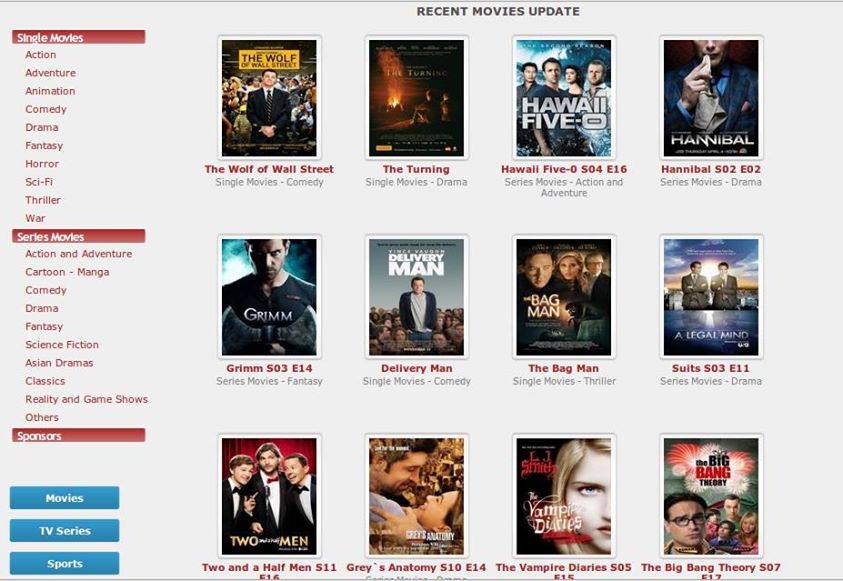 RECENT MOVIES UPDATE
Single Movies
Action
Adventure
Animation
Comedy
Drama
Fantasy
Horror
Sci-Fi
Thriller
War
Series Movies
Action and Adventure
Cartoon - Manga
Comedy
Drama
Fantasy
Science Fiction
Asian Dramas
Classics
Reality and Game Shows
Others
Sponsors
Movies
TV Series
Sports
THE WOLF
OF WALL STREET
The Wolf of Wall Street
Single Movies - Comedy
THE TURNING
The Turning
Single Movies - Drama
THE SECOND SEASON
HAWAII
FIVE-O
Hawaii Five-0 S04 E16
Series Movies - Action and
Adventure
HANNIBAL
Hannibal S02 E02
Series Movies - Drama
GRIMM
Grimm S03 E14
Series Movies - Fantasy
VINCE VAUGHN
DELIVERY
MAN
Delivery Man
Single Movies - Comedy
THE BAG
MAN
The Bag Man
Single Movies - Thriller
A LEGAL MIND
Suits S03 E11
Series Movies - Drama
TWO and a Half MEN
Two and a Half Men S11
E16
GREY'S ANATOMY
Grey`s Anatomy S10 E14
Series Movies - Drama
L. J.
Smith
The
Vampire
Diaries
The Vampire Diaries S05
E15
the BIG
BANG
THEORY
The Big Bang Theory S07
E17